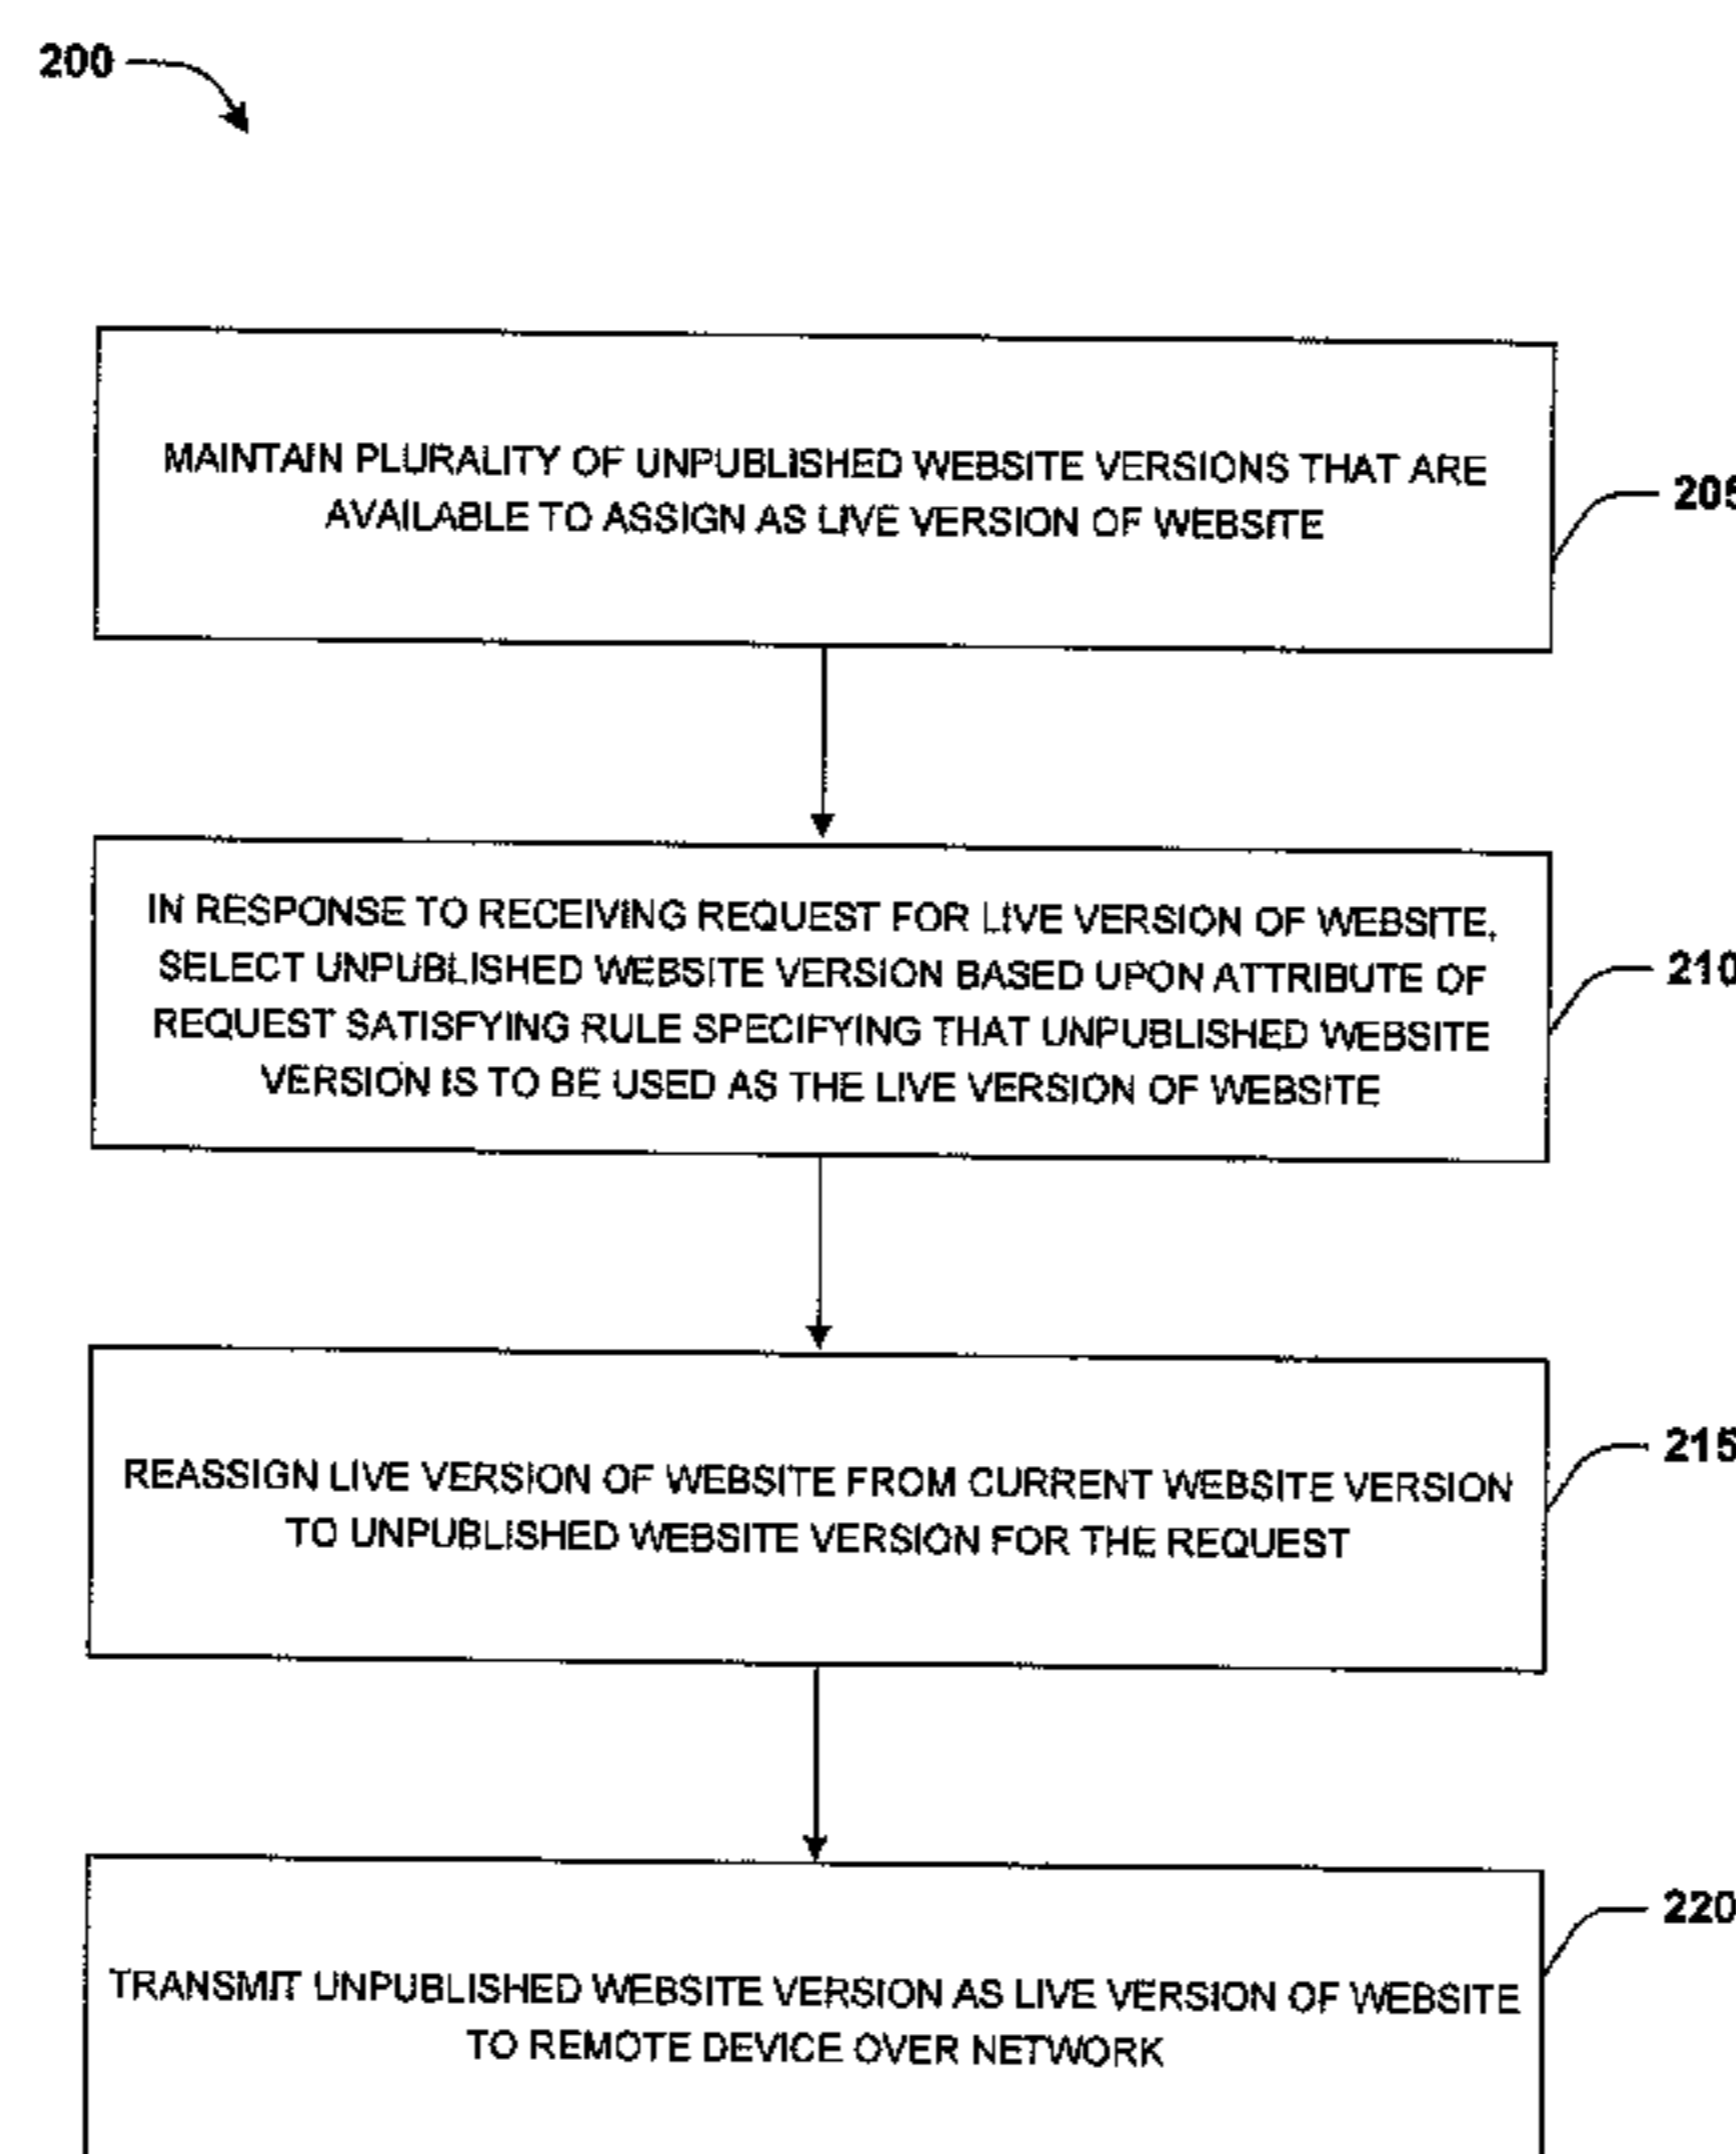 200
MAINTAIN PLURALITY OF UNPUBLISHED WEBSITE VERSIONS THAT ARE
AVAILABLE TO ASSIGN AS LIVE VERSION OF WEBSITE
205
IN RESPONSE TO RECEIVING REQUEST FOR LIVE VERSION OF WEBSITE,
SELECT UNPUBLISHED WEBSITE VERSION BASED UPON ATTRIBUTE OF
REQUEST SATISFYING RULE SPECIFYING THAT UNPUBLISHED WEBSITE
VERSION IS TO BE USED AS THE LIVE VERSION OF WEBSITE
210
REASSIGN LIVE VERSION OF WEBSITE FROM CURRENT WEBSITE VERSION
TO UNPUBLISHED WEBSITE VERSION FOR THE REQUEST
215
TRANSMIT UNPUBLISHED WEBSITE VERSION AS LIVE VERSION OF WEBSITE
TO REMOTE DEVICE OVER NETWORK
220